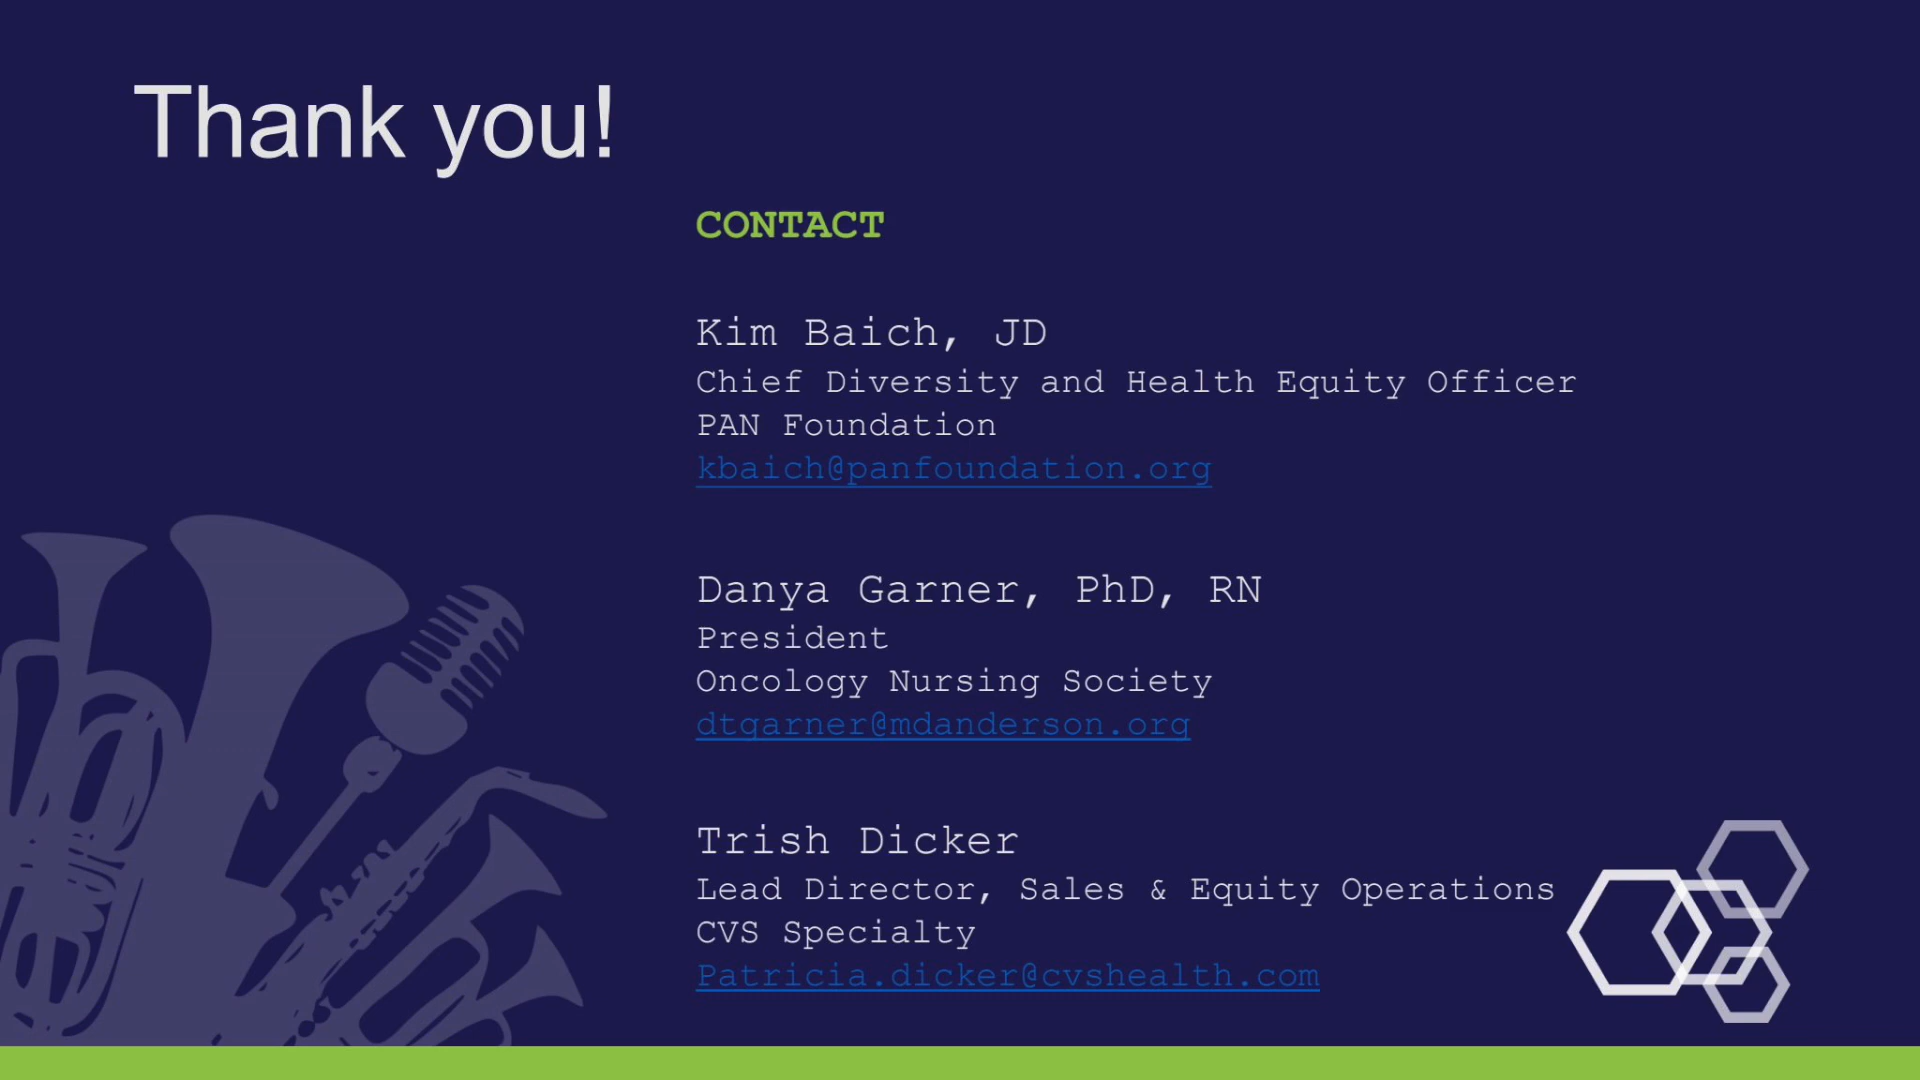 Thank you!
CONTACT
Kim Baich, JD
Chief Diversity and Health Equity Officer
PAN Foundation
kbaich@panfoundation.org
Danya Garner, PhD, RN
President
Oncology Nursing Society
dtgarner@mdanderson.org
Trish Dicker
Lead Director, Sales & Equity Operations
CVS Specialty
Patricia.dicker@cvshealth.com